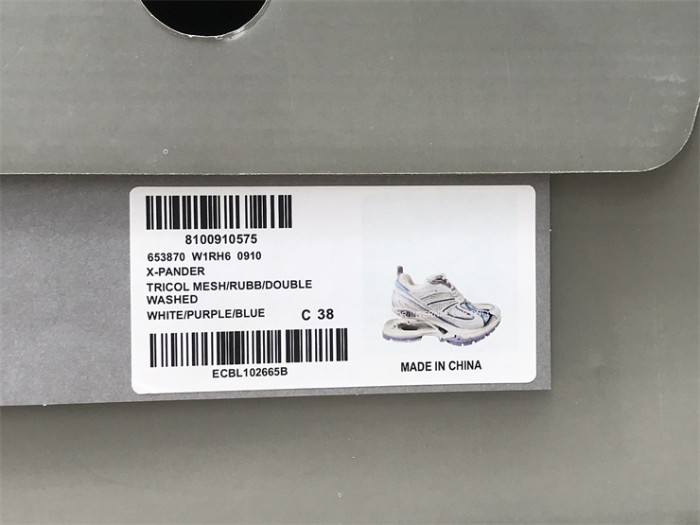 8100910575
653870 W1RH6 0910
X-PANDER
TRICOL MESH/RUBB/DOUBLE
WASHED
WHITE/PURPLE/BLUE C 38
ECBL102665B
MADE IN CHINA